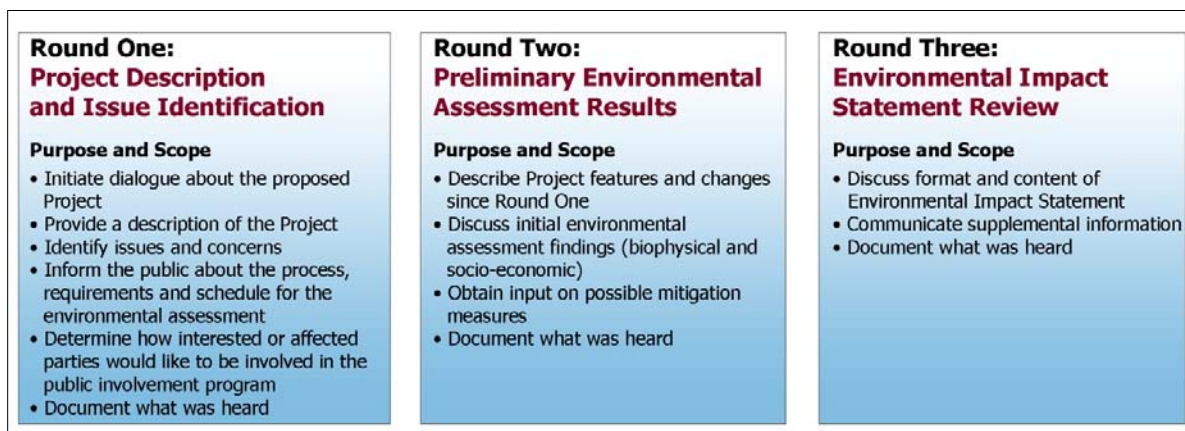 Round One:
Project Description
and Issue Identification
Purpose and Scope
• Initiate dialogue about the proposed
Project
• Provide a description of the Project
• Identify issues and concerns
• Inform the public about the process,
requirements and schedule for the
environmental assessment
• Determine how interested or affected
parties would like to be involved in the
public involvement program
• Document what was heard
Round Two:
Preliminary Environmental
Assessment Results
Purpose and Scope
• Describe Project features and changes
since Round One
• Discuss initial environmental
assessment findings (biophysical and
socio-economic)
• Obtain input on possible mitigation
measures
• Document what was heard
Round Three:
Environmental Impact
Statement Review
Purpose and Scope
• Discuss format and content of
Environmental Impact Statement
• Communicate supplemental information
• Document what was heard